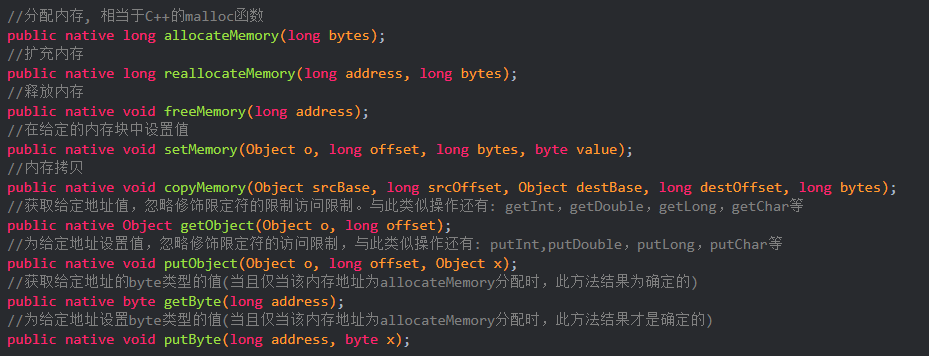 //分配内存, 相当于C++的malloc函数
public native long allocateMemory(long bytes);
//扩充内存
public native long reallocateMemory(long address, long bytes);
//释放内存
public native void freeMemory(long address);
//在给定的内存块中设置值
public native void setMemory(Object o, long offset, long bytes, byte value);
//内存拷贝
public native void copyMemory(Object srcBase, long srcOffset, Object destBase, long destOffset, long bytes);
//获取给定地址值，忽略修饰限定符的限制访问限制。与此类似操作还有: getInt，getDouble，getLong，getChar等
public native Object getObject(Object o, long offset);
//为给定地址设置值，忽略修饰限定符的访问限制，与此类似操作还有: putInt,putDouble，putLong，putChar等
public native void putObject(Object o, long offset, Object x);
//获取给定地址的byte类型的值(当且仅当该内存地址为allocateMemory分配时，此方法结果为确定的)
public native byte getByte(long address);
//为给定地址设置byte类型的值(当且仅当该内存地址为allocateMemory分配时，此方法结果才是确定的)
public native void putByte(long address, byte x);